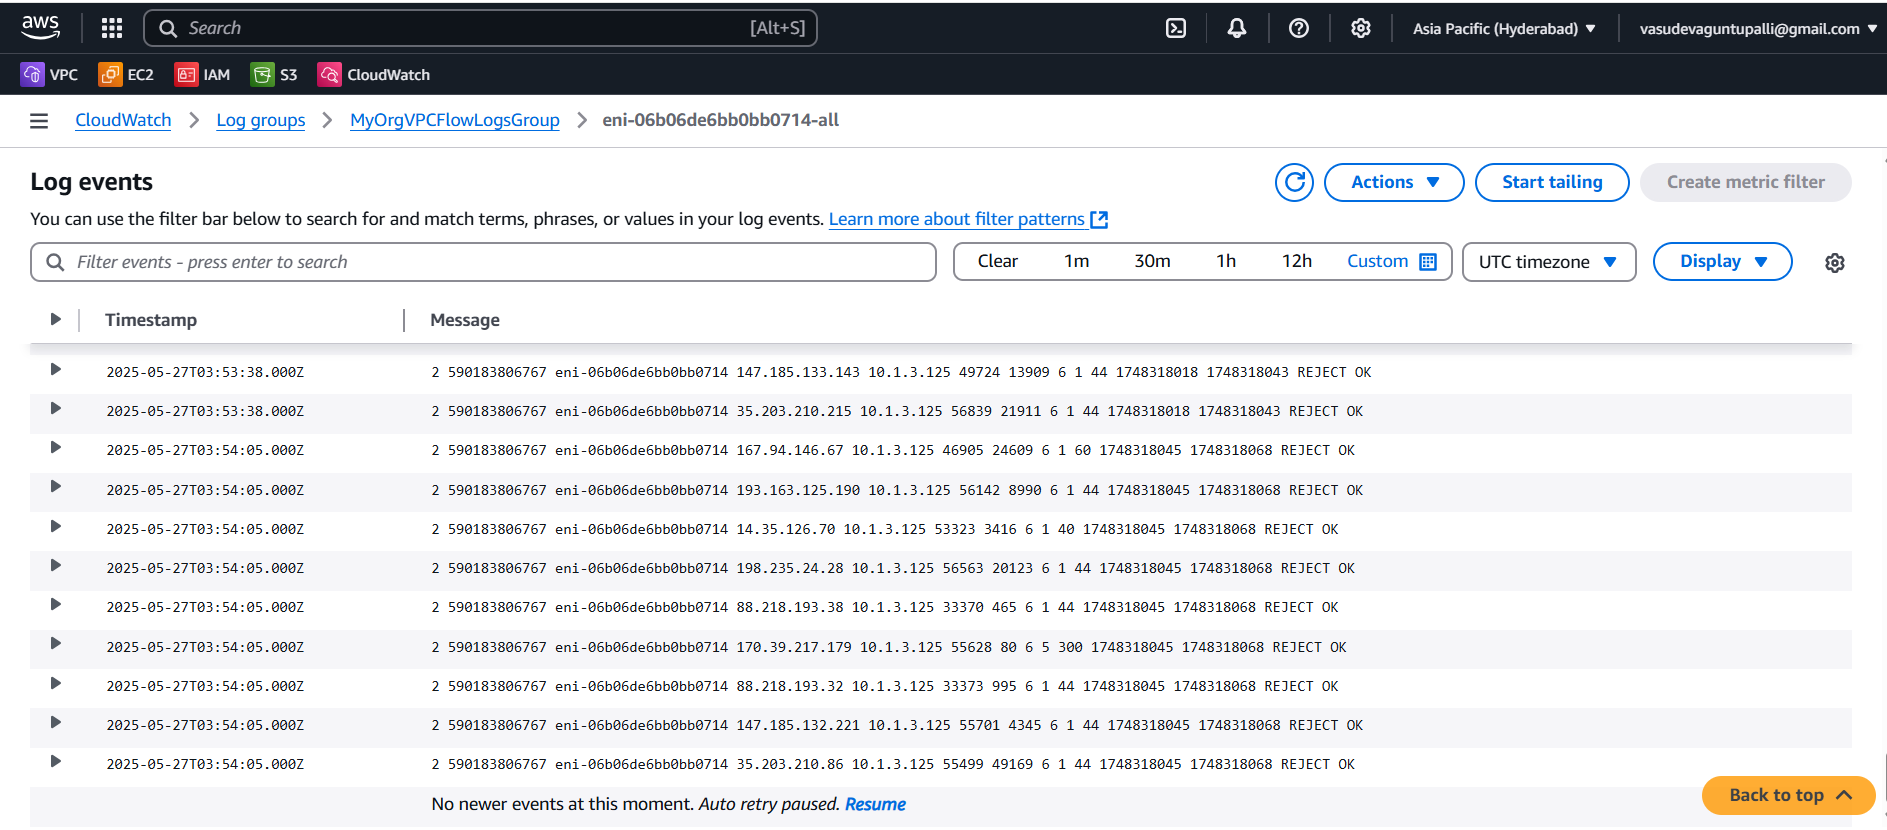 aws Search [Alt+S] Asia Pacific (Hyderabad) vasudevaguntupalli@gmail.com
VPC EC2 IAM S3 CloudWatch
CloudWatch Log groups MyOrgVPCFlowLogsGroup eni-06b06de6bb0bb0714-all
Log events
Actions Start tailing Create metric filter
You can use the filter bar below to search for and match terms, phrases, or values in your log events. Learn more about filter patterns
Filter events - press enter to search Clear 1m 30m 1h 12h Custom UTC timezone Display
Timestamp Message
2025-05-27T03:53:38.000Z 2 590183806767 eni-06b06de6bb0bb0714 147.185.133.143 10.1.3.125 49724 13909 6 1 44 1748318018 1748318043 REJECT OK
2025-05-27T03:53:38.000Z 2 590183806767 eni-06b06de6bb0bb0714 35.203.210.215 10.1.3.125 56839 21911 6 1 44 1748318018 1748318043 REJECT OK
2025-05-27T03:54:05.000Z 2 590183806767 eni-06b06de6bb0bb0714 167.94.146.67 10.1.3.125 46905 24609 6 1 60 1748318045 1748318068 REJECT OK
2025-05-27T03:54:05.000Z 2 590183806767 eni-06b06de6bb0bb0714 193.163.125.190 10.1.3.125 56142 8990 6 1 44 1748318045 1748318068 REJECT OK
2025-05-27T03:54:05.000Z 2 590183806767 eni-06b06de6bb0bb0714 14.35.126.70 10.1.3.125 53323 3416 6 1 40 1748318045 1748318068 REJECT OK
2025-05-27T03:54:05.000Z 2 590183806767 eni-06b06de6bb0bb0714 198.235.24.28 10.1.3.125 56563 20123 6 1 44 1748318045 1748318068 REJECT OK
2025-05-27T03:54:05.000Z 2 590183806767 eni-06b06de6bb0bb0714 88.218.193.38 10.1.3.125 33370 465 6 1 44 1748318045 1748318068 REJECT OK
2025-05-27T03:54:05.000Z 2 590183806767 eni-06b06de6bb0bb0714 170.39.217.179 10.1.3.125 55628 80 6 5 300 1748318045 1748318068 REJECT OK
2025-05-27T03:54:05.000Z 2 590183806767 eni-06b06de6bb0bb0714 88.218.193.32 10.1.3.125 33373 995 6 1 44 1748318045 1748318068 REJECT OK
2025-05-27T03:54:05.000Z 2 590183806767 eni-06b06de6bb0bb0714 147.185.132.221 10.1.3.125 55701 4345 6 1 44 1748318045 1748318068 REJECT OK
2025-05-27T03:54:05.000Z 2 590183806767 eni-06b06de6bb0bb0714 35.203.210.86 10.1.3.125 55499 49169 6 1 44 1748318045 1748318068 REJECT OK
No newer events at this moment. Auto retry paused. Resume
Back to top